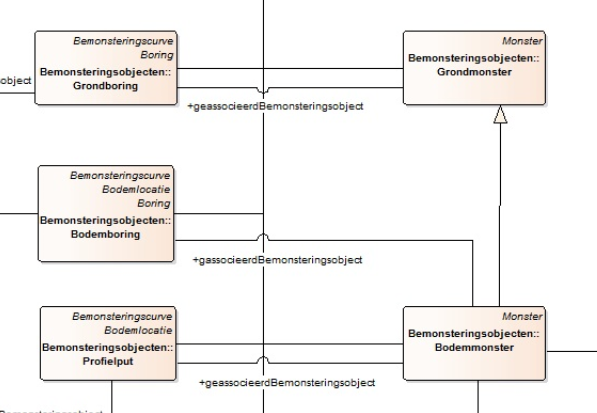 Bemonsteringscurve
Boring
Bemonsteringsobjecten::
Grondboring
Monster
Bemonsteringsobjecten::
Grondmonster
object
+geassocieerdBemonsteringsobject
Bemonsteringscurve
Bodemlocatie
Boring
Bemonsteringsobjecten::
Bodemboring
+gassocieerdBemonsteringsobject
Bemonsteringscurve
Bodemlocatie
Bemonsteringsobjecten::
Profielput
Monster
Bemonsteringsobjecten::
Bodemmonster
+geassocieerdBemonsteringsobject